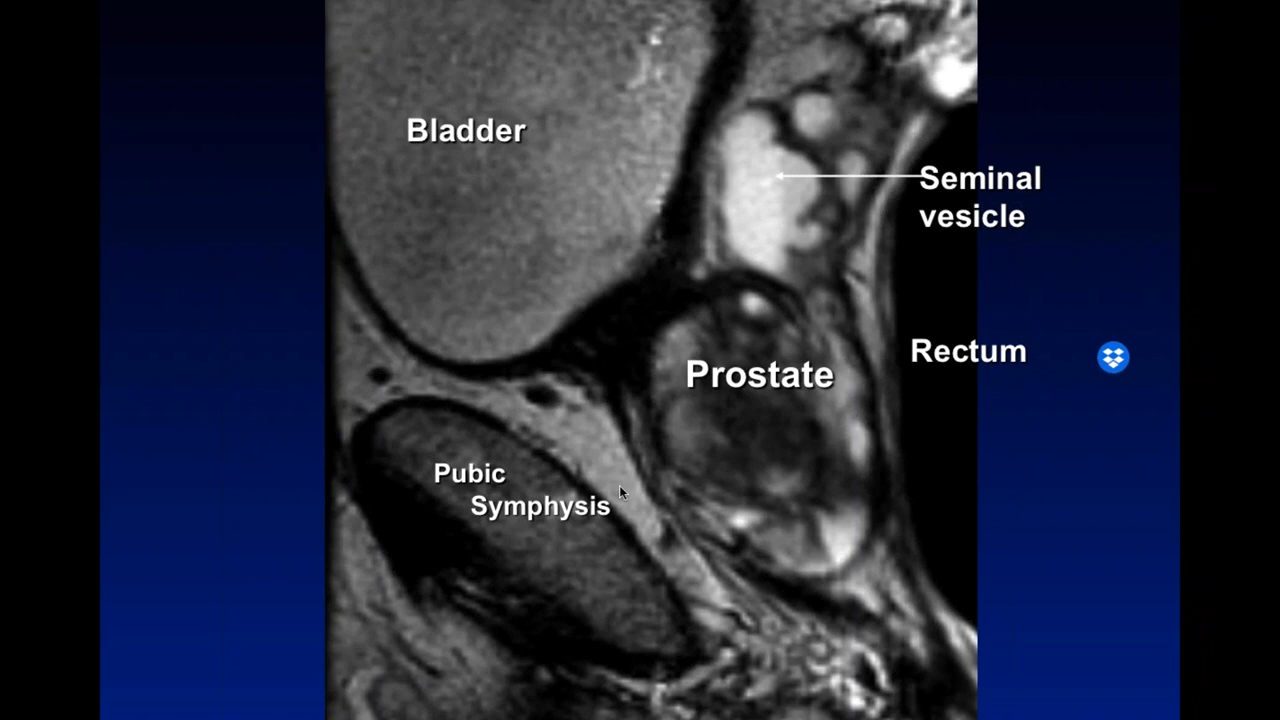 Bladder
Seminal
vesicle
Rectum
Prostate
Pubic
Symphysis